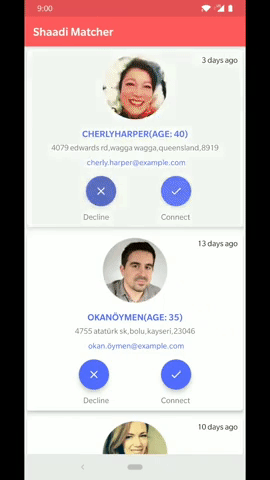 9:00
Shaadi Matcher
3 days ago
CHERLYHARPER(AGE: 40)
4079 edwards rd,wagga wagga,queensland,8919
cherly.harper@example.com
Decline Connect
13 days ago
OKANÖYMEN(AGE: 35)
4755 atatürk sk,bolu,kayseri,23046
okan.öymen@example.com
Decline Connect
10 days ago